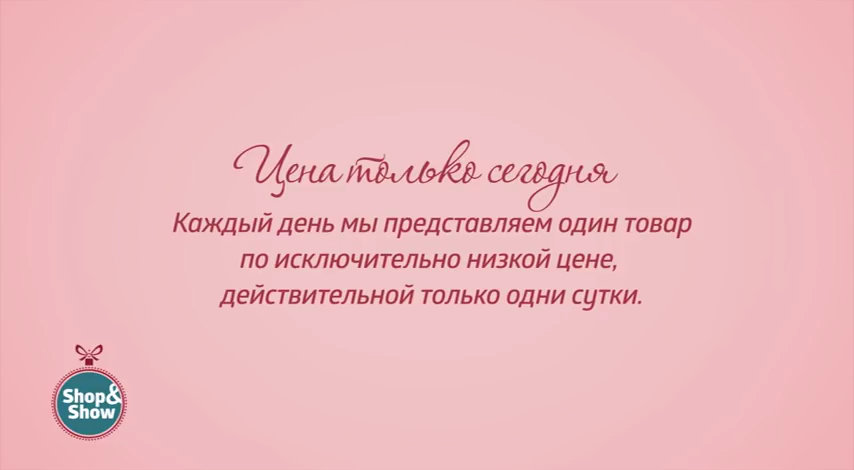 Цена только сегодня
Каждый день мы представляем один товар
по исключительно низкой цене,
действительной только одни сутки.
Shop&
Show